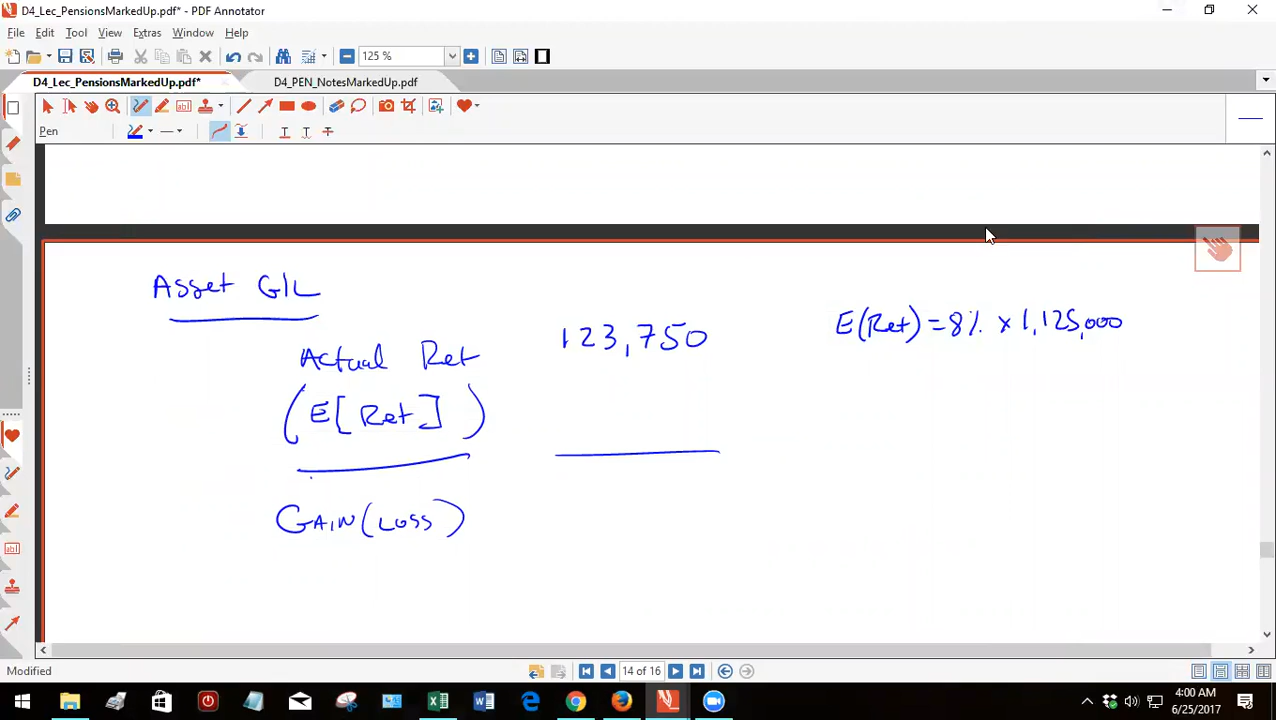 D4_Lec_PensionsMarkedUp.pdf* - PDF Annotator
File Edit Tool View Extras Window Help
125 %
D4_Lec_PensionsMarkedUp.pdf* D4_PEN_NotesMarkedUp.pdf
Pen
Asset G/L
E(Ret) = 8% x 1,125,000
Actual Ret 123,750
(E[Ret])
GAIN(LOSS)
Modified 14 of 16
4:00 AM
6/25/2017